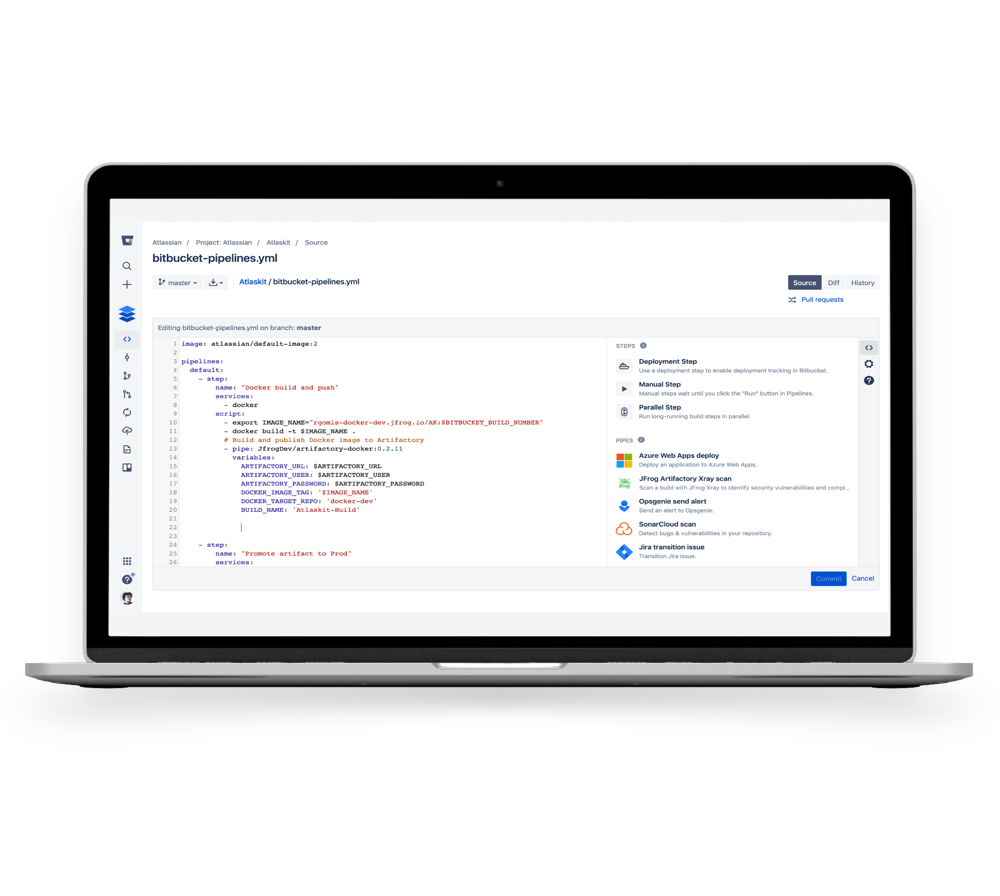 Atlassian / Project: Atlassian / Atlaskit / Source
bitbucket-pipelines.yml
master
Atlaskit / bitbucket-pipelines.yml
Source Diff History
Pull requests
Editing bitbucket-pipelines.yml on branch: master
1 image: atlassian/default-image:2
2
3 pipelines:
4 default:
5 - step:
6 name: "Docker build and push"
7 services:
8 - docker
9 script:
10 - export IMAGE_NAME="rgomis-docker-dev.jfrog.io/AK:$BITBUCKET_BUILD_NUMBER"
11 - docker build -t $IMAGE_NAME .
12 # Build and publish Docker image to Artifactory
13 - pipe: JfrogDev/artifactory-docker:0.2.11
14 variables:
15 ARTIFACTORY_URL: $ARTIFACTORY_URL
16 ARTIFACTORY_USER: $ARTIFACTORY_USER
17 ARTIFACTORY_PASSWORD: $ARTIFACTORY_PASSWORD
18 DOCKER_IMAGE_TAG: '$IMAGE_NAME'
19 DOCKER_TARGET_REPO: 'docker-dev'
20 BUILD_NAME: 'Atlaskit-Build'
21
22
23
24 - step:
25 name: "Promote artifact to Prod"
26 services:
STEPS
Deployment Step
Use a deployment step to enable deployment tracking in Bitbucket.
Manual Step
Manual steps wait until you click the "Run" button in Pipelines.
Parallel Step
Run long-running build steps in parallel.
PIPES
Azure Web Apps deploy
Deploy an application to Azure Web Apps.
JFrog
JFrog Artifactory Xray scan
Scan a build with JFrog Xray to identify security vulnerabilities and compl...
Opsgenie send alert
Send an alert to Opsgenie.
SonarCloud scan
Detect bugs & vulnerabilities in your repository.
Jira transition issue
Transition Jira issue.
Commit Cancel